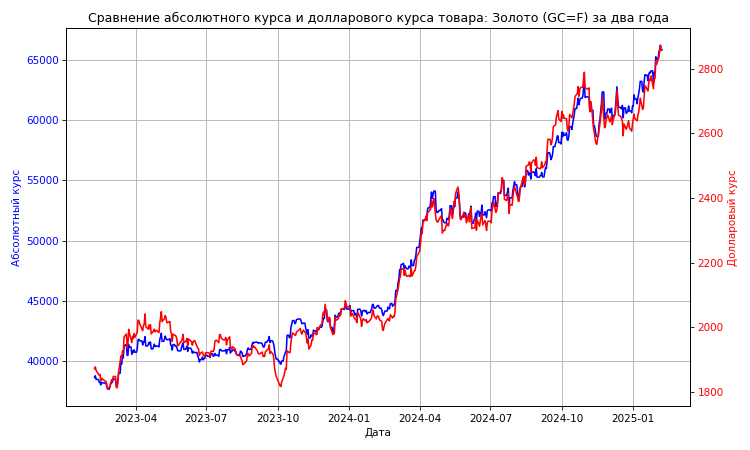 Сравнение абсолютного курса и долларового курса товара: Золото (GC=F) за два года
65000
60000
55000
50000
45000
40000
Абсолютный курс
2800
2600
2400
2200
2000
1800
Долларовый курс
2023-04 2023-07 2023-10 2024-01 2024-04 2024-07 2024-10 2025-01
Дата